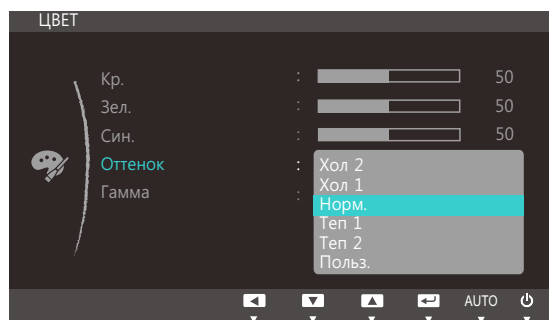 ЦВЕТ
Кр. : 50
Зел. : 50
Син. : 50
Оттенок :
Хол 2
Хол 1
Гамма :
Норм.
Теп 1
Теп 2
Польз.
AUTO